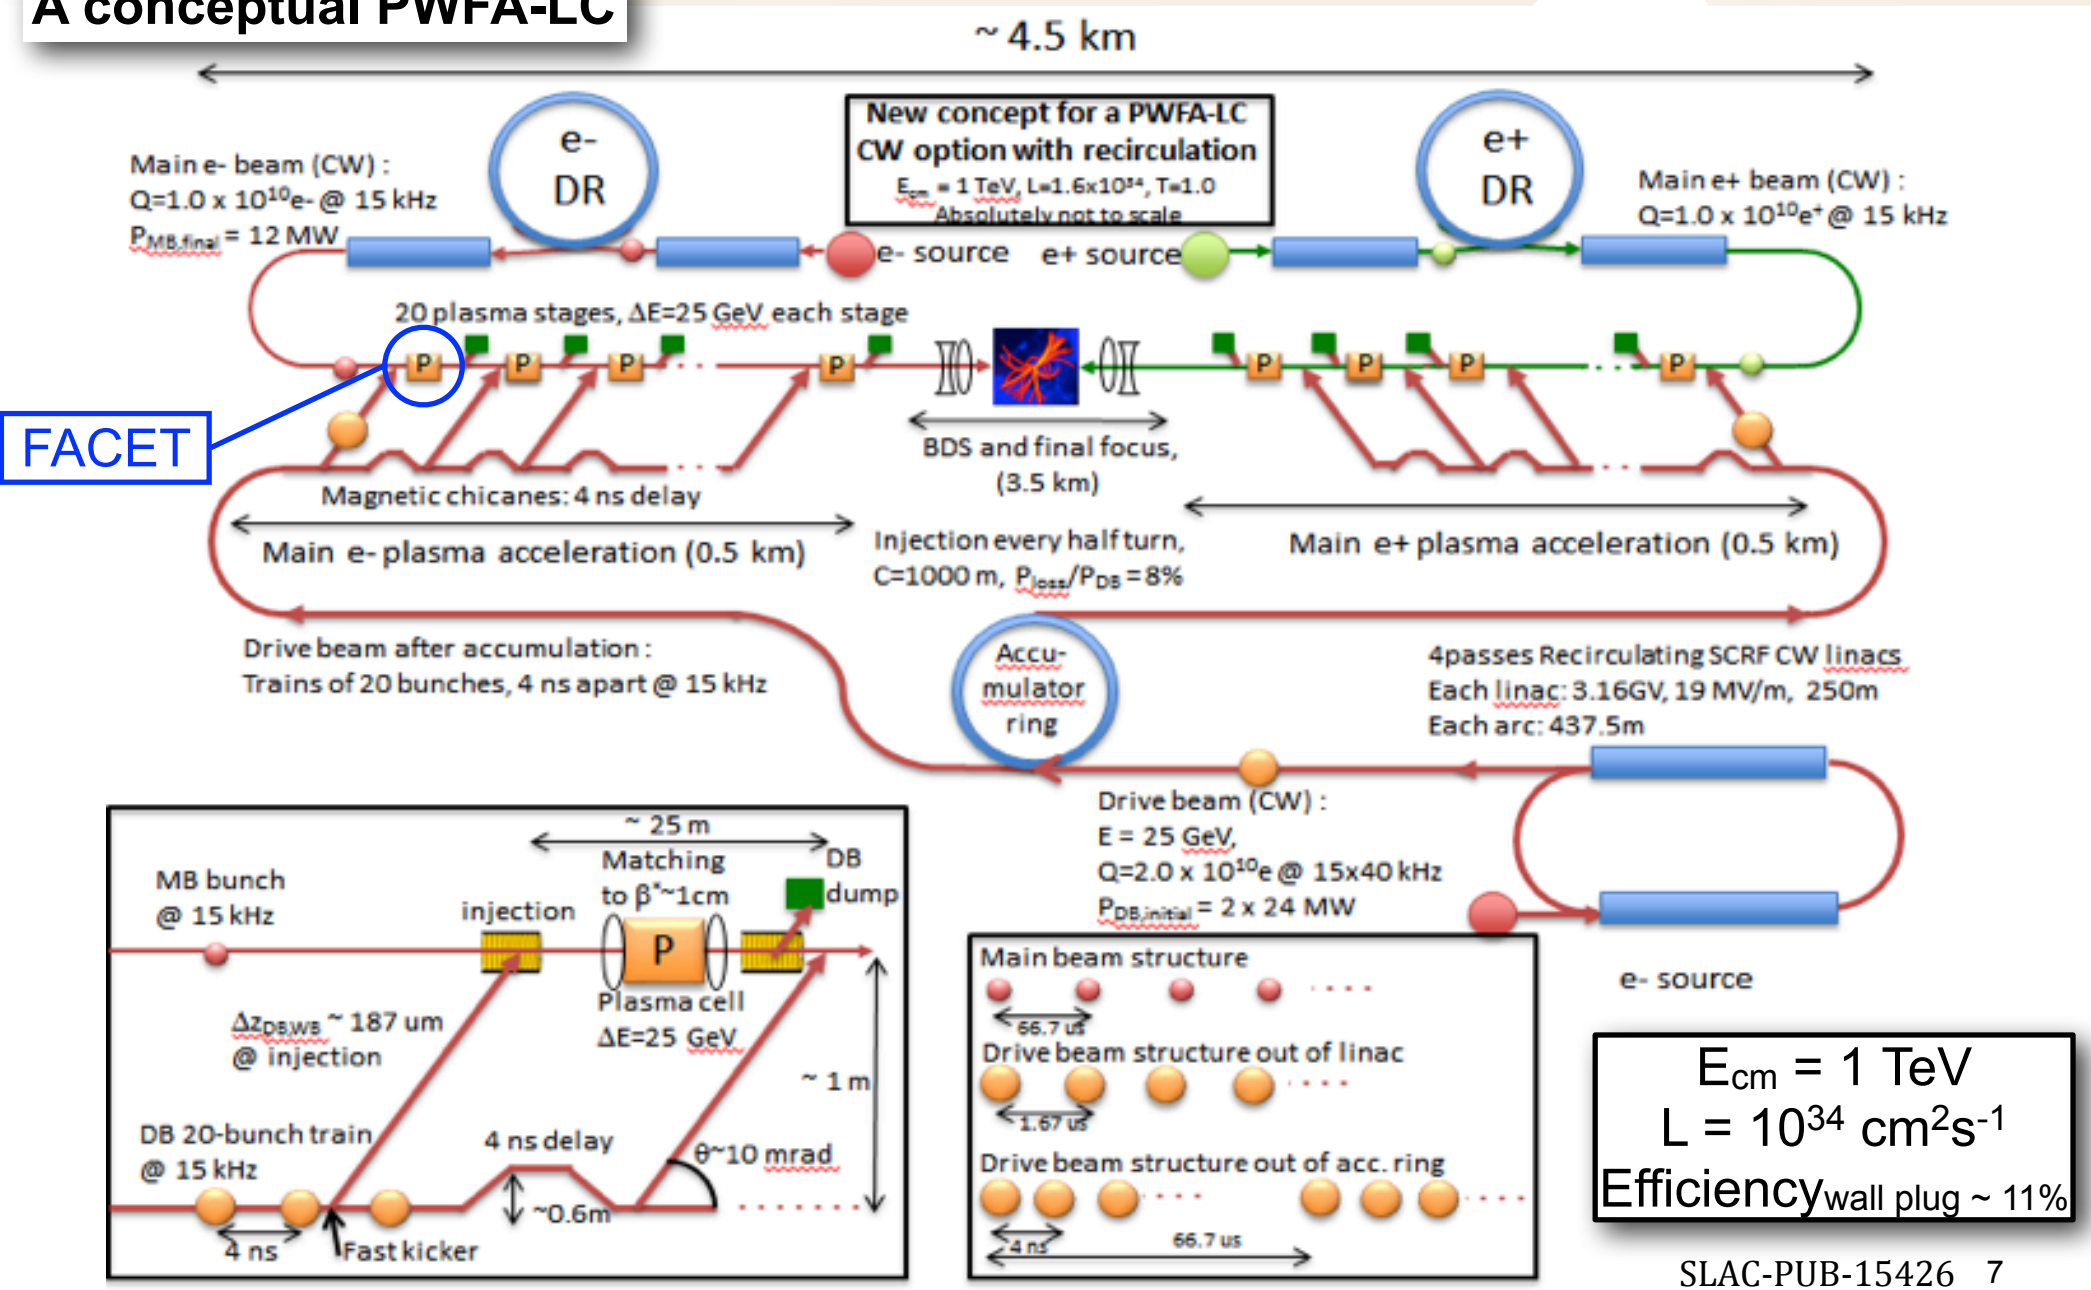 A conceptual PWFA-LC
~ 4.5 km
New concept for a PWFA-LC
CW option with recirculation
Ecm = 1 TeV, L=1.6x10³⁴, T=1.0
Absolutely not to scale
e-
DR
e+
DR
Main e- beam (CW) :
Q=1.0 x 10¹⁰e- @ 15 kHz
PMB,final = 12 MW
Main e+ beam (CW) :
Q=1.0 x 10¹⁰e⁺ @ 15 kHz
e- source
e+ source
20 plasma stages, ΔE=25 GeV each stage
P
P
P
P
P
P
P
P
FACET
BDS and final focus,
(3.5 km)
Magnetic chicanes: 4 ns delay
Main e- plasma acceleration (0.5 km)
Injection every half turn,
C=1000 m, Ploss/PDB = 8%
Main e+ plasma acceleration (0.5 km)
Drive beam after accumulation :
Trains of 20 bunches, 4 ns apart @ 15 kHz
Accu-
mulator
ring
4passes Recirculating SCRF CW linacs
Each linac: 3.16GV, 19 MV/m, 250m
Each arc: 437.5m
Drive beam (CW) :
E = 25 GeV,
Q=2.0 x 10¹⁰e @ 15x40 kHz
PDB,initial = 2 x 24 MW
e- source
~ 25 m
MB bunch
@ 15 kHz
injection
Matching
to β*~1cm
DB
dump
P
Plasma cell
ΔE=25 GeV
ΔzDB,WB ~ 187 um
@ injection
~ 1 m
DB 20-bunch train
@ 15 kHz
4 ns delay
θ~10 mrad
~0.6m
4 ns
Fast kicker
Main beam structure
66.7 us
Drive beam structure out of linac
1.67 us
Drive beam structure out of acc. ring
4 ns
66.7 us
Ecm = 1 TeV
L = 10³⁴ cm²s⁻¹
Efficiencywall plug ~ 11%
SLAC-PUB-15426 7